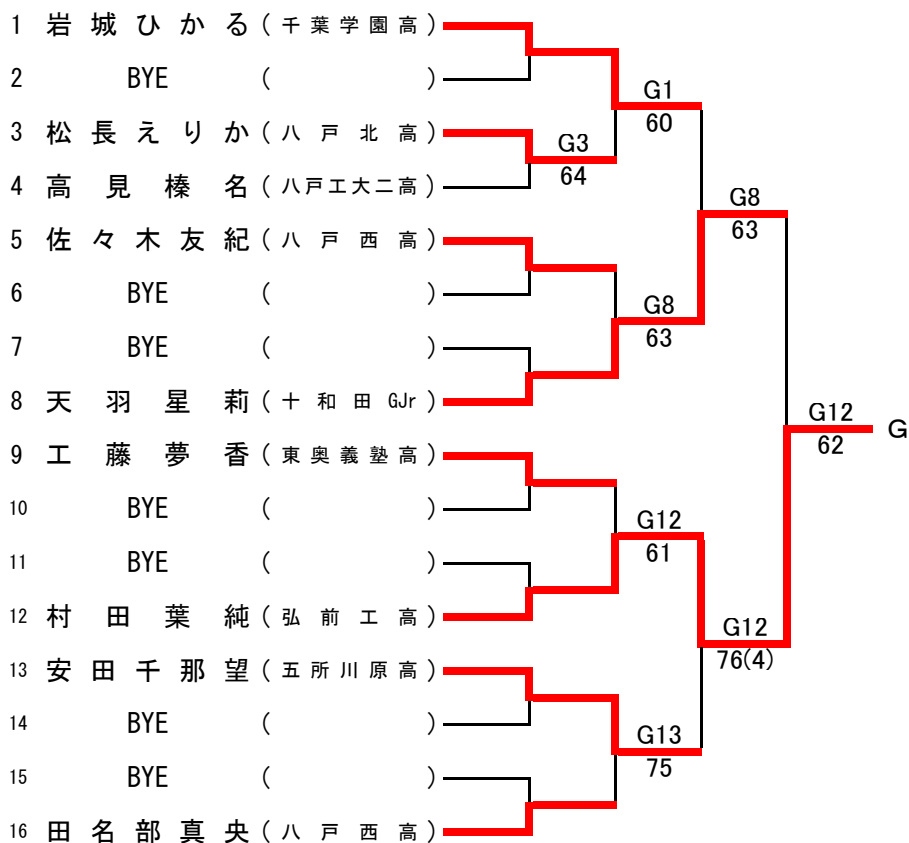 1 岩城ひかる (千葉学園高)
2 BYE ( )
3 松長えりか (八戸北高)
4 高見榛名 (八戸工大二高)
5 佐々木友紀 (八戸西高)
6 BYE ( )
7 BYE ( )
8 天羽星莉 (十和田GJr)
9 工藤夢香 (東奥義塾高)
10 BYE ( )
11 BYE ( )
12 村田葉純 (弘前工高)
13 安田千那望 (五所川原高)
14 BYE ( )
15 BYE ( )
16 田名部真央 (八戸西高)
G3
64
G1
60
G8
63
G12
61
G13
75
G8
63
G12
76(4)
G12
62
G